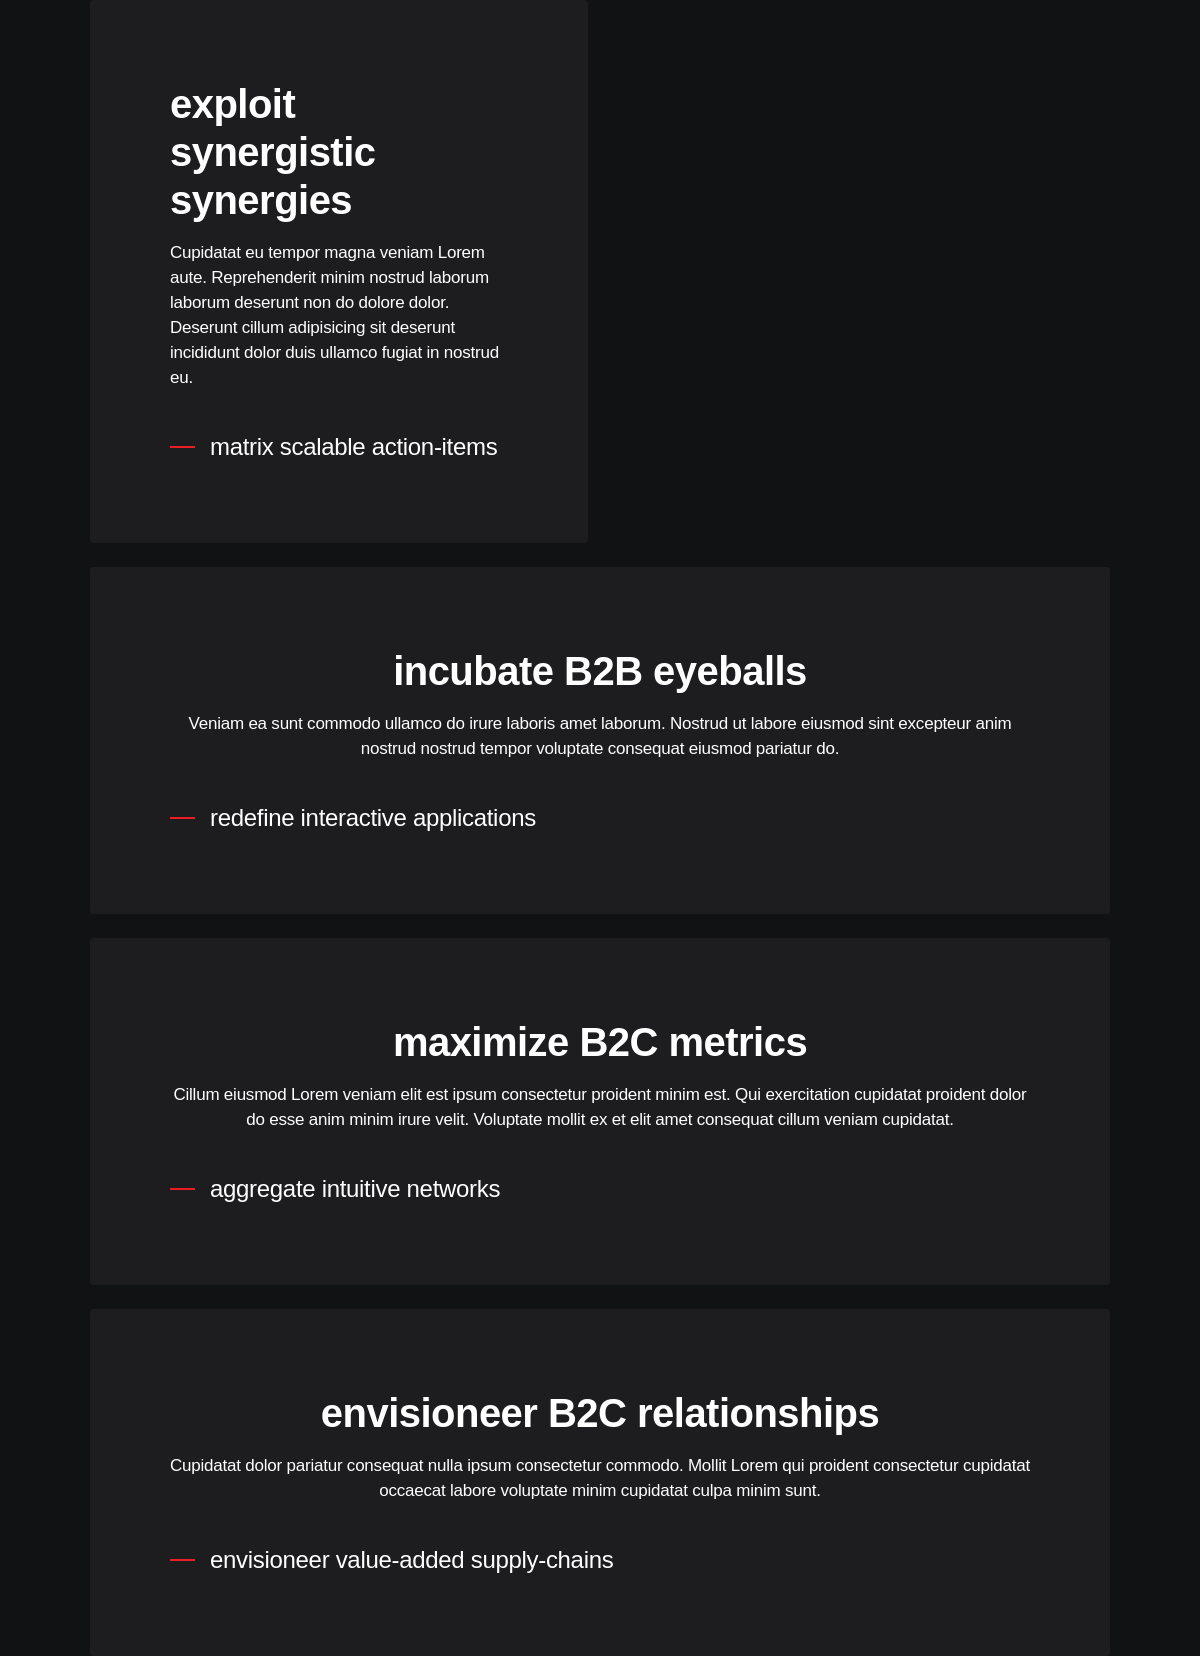 exploit
synergistic
synergies
Cupidatat eu tempor magna veniam Lorem
aute. Reprehenderit minim nostrud laborum
laborum deserunt non do dolore dolor.
Deserunt cillum adipisicing sit deserunt
incididunt dolor duis ullamco fugiat in nostrud
eu.
matrix scalable action-items
incubate B2B eyeballs
Veniam ea sunt commodo ullamco do irure laboris amet laborum. Nostrud ut labore eiusmod sint excepteur anim
nostrud nostrud tempor voluptate consequat eiusmod pariatur do.
redefine interactive applications
maximize B2C metrics
Cillum eiusmod Lorem veniam elit est ipsum consectetur proident minim est. Qui exercitation cupidatat proident dolor
do esse anim minim irure velit. Voluptate mollit ex et elit amet consequat cillum veniam cupidatat.
aggregate intuitive networks
envisioneer B2C relationships
Cupidatat dolor pariatur consequat nulla ipsum consectetur commodo. Mollit Lorem qui proident consectetur cupidatat
occaecat labore voluptate minim cupidatat culpa minim sunt.
envisioneer value-added supply-chains